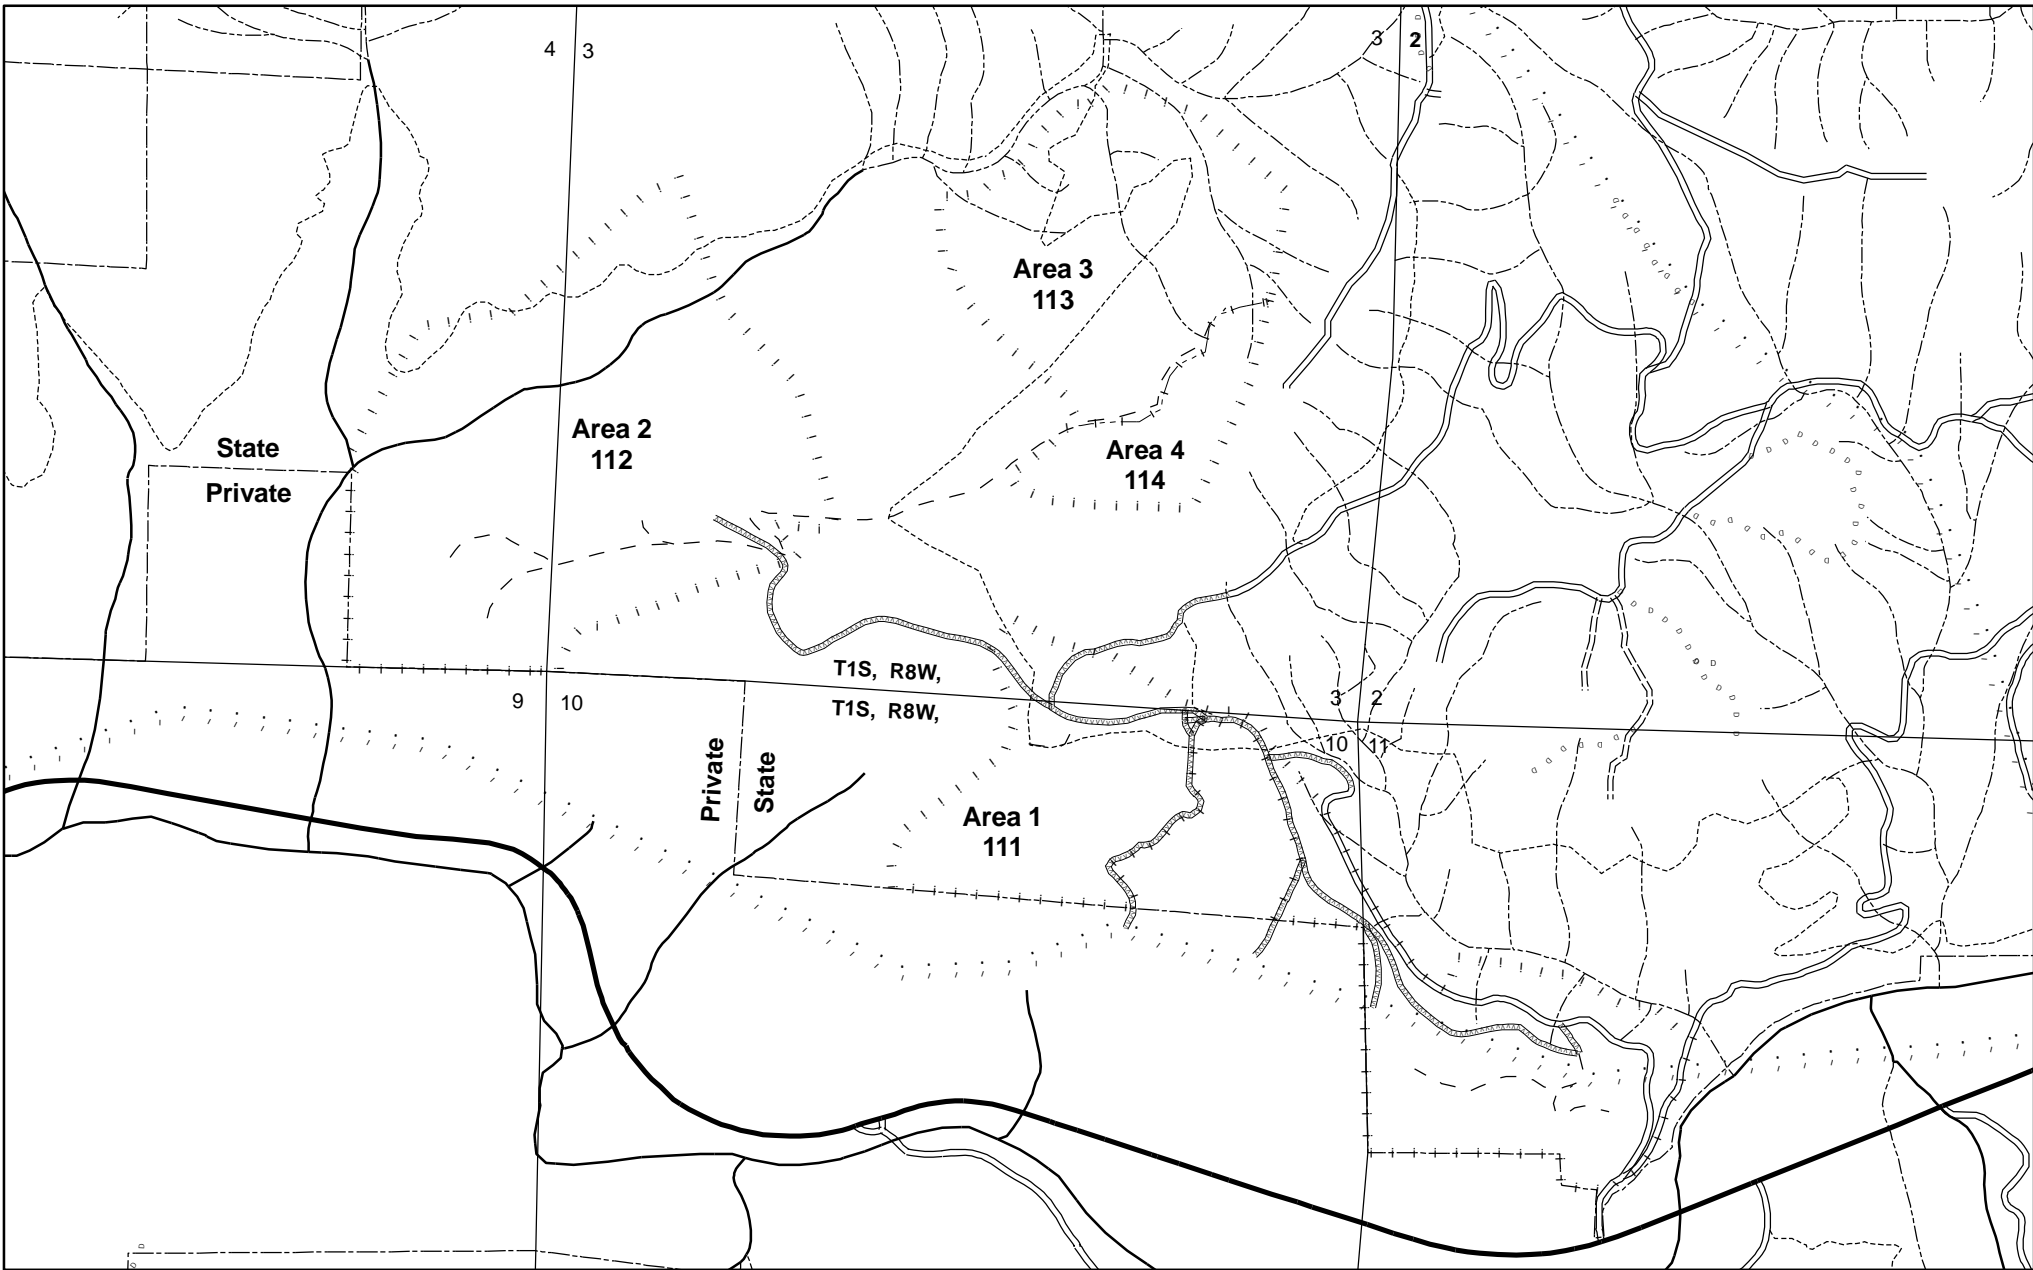 4 3
3 2
Area 3
113
Area 2
112
State
Private
Area 4
114
T1S, R8W,
T1S, R8W,
9 10
3 2
10 11
Private
State
Area 1
111